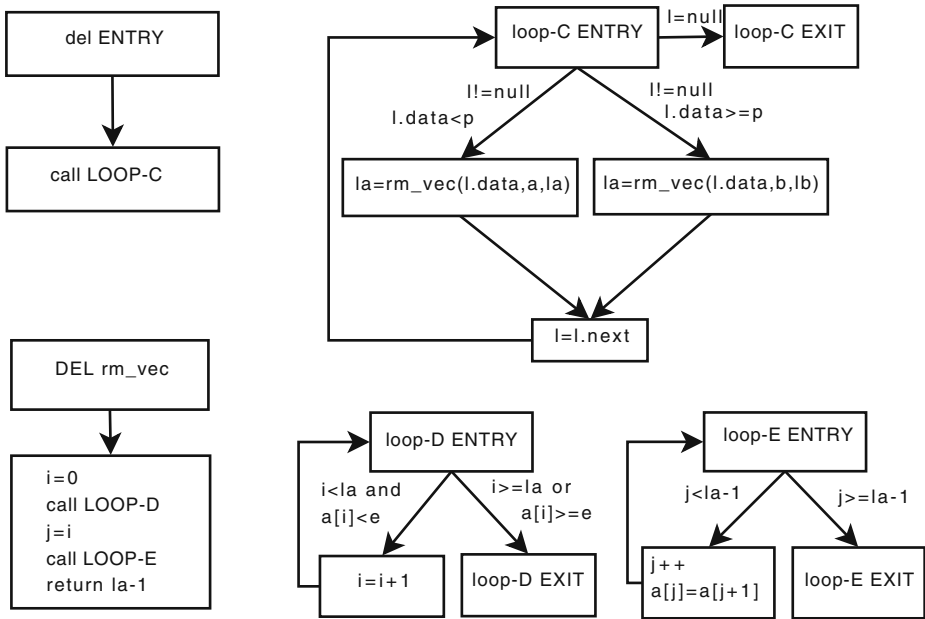 del ENTRY
call LOOP-C
loop-C ENTRY
l=null
loop-C EXIT
l!=null
l.data<p
l!=null
l.data>=p
la=rm_vec(l.data,a,la)
la=rm_vec(l.data,b,lb)
l=l.next
DEL rm_vec
i=0
call LOOP-D
j=i
call LOOP-E
return la-1
loop-D ENTRY
i<la and
a[i]<e
i>=la or
a[i]>=e
i=i+1
loop-D EXIT
loop-E ENTRY
j<la-1
j>=la-1
j++
a[j]=a[j+1]
loop-E EXIT